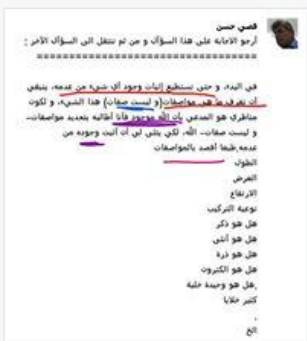 قصي حسن
أرجو الاجابة على هذا السؤال و من ثم ننتقل الى السؤال الآخر :
================================
في البدء، و حتى نستطيع إثبات وجود أي شيء من عدمه، ينبغي
أن نعرف ما هي مواصفات(و ليست صفات) هذا الشيء، و لكون
مناظري هو المدعي بأن الله موجود فأنا أطالبه بتحديد مواصفات-
و ليست صفات- الله، لكي يتثنى لي أن أثبت وجوده من
عدمه.طبعا أقصد بالمواصفات
الطول
العرض
الارتفاع
نوعية التركيب
هل هو ذكر
هل هو أنثى
هل هو ذرة
هل هو الكترون
,هل هو وحيدة خلية
كثير خلايا
.
الخ